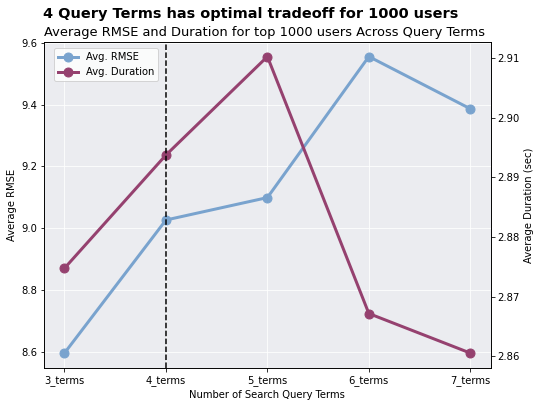 4 Query Terms has optimal tradeoff for 1000 users
Average RMSE and Duration for top 1000 users Across Query Terms
Avg. RMSE
Avg. Duration
Average RMSE
9.6
9.4
9.2
9.0
8.8
8.6
2.91
2.90
2.89
2.88
2.87
2.86
Average Duration (sec)
3_terms
4_terms
5_terms
6_terms
7_terms
Number of Search Query Terms